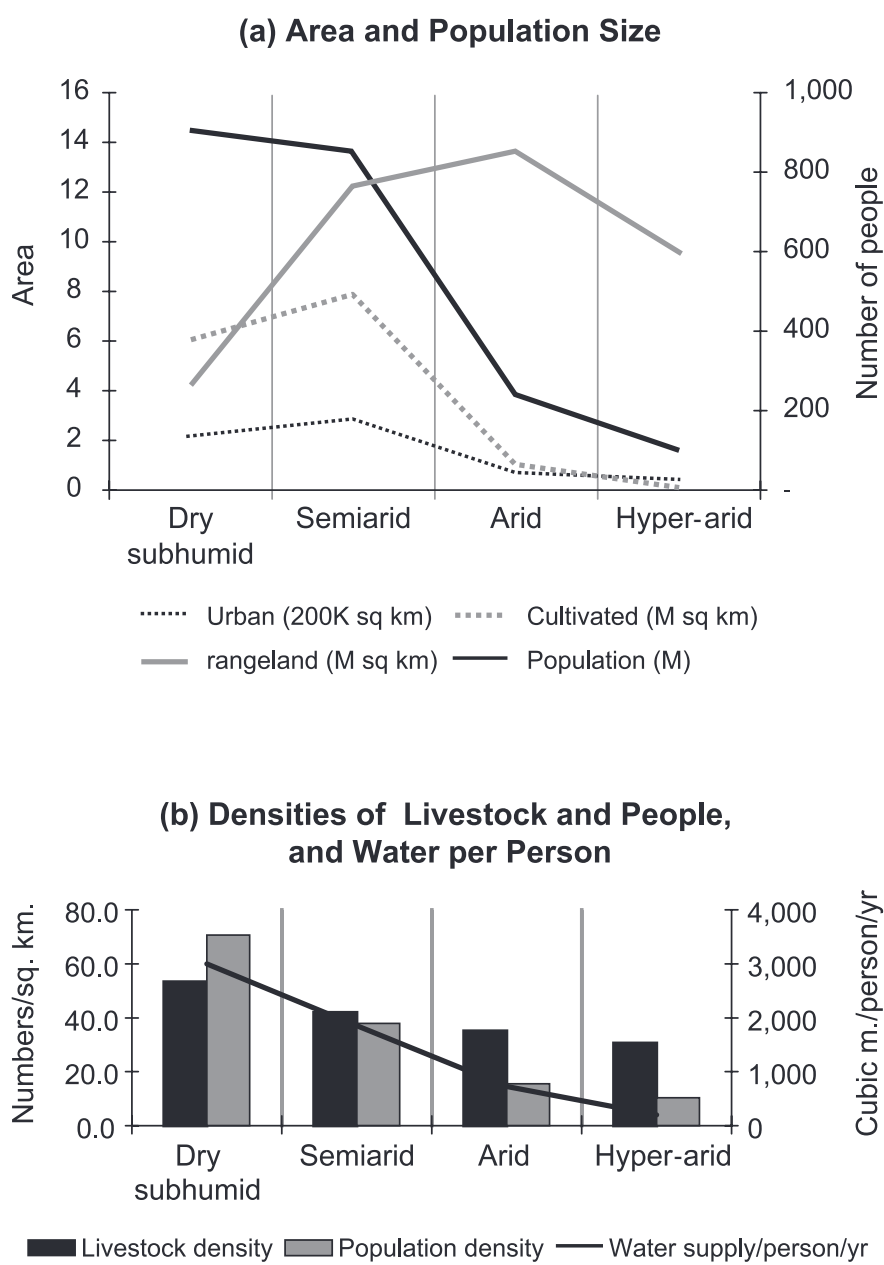 (a) Area and Population Size
Area
16
14
12
10
8
6
4
2
0
1,000
800
600
400
200
-
Number of people
Dry subhumid
Semiarid
Arid
Hyper-arid
Urban (200K sq km)
Cultivated (M sq km)
rangeland (M sq km)
Population (M)
(b) Densities of Livestock and People,
and Water per Person
Numbers/sq. km.
80.0
60.0
40.0
20.0
0.0
4,000
3,000
2,000
1,000
0
Cubic m./person/yr
Dry subhumid
Semiarid
Arid
Hyper-arid
Livestock density
Population density
Water supply/person/yr